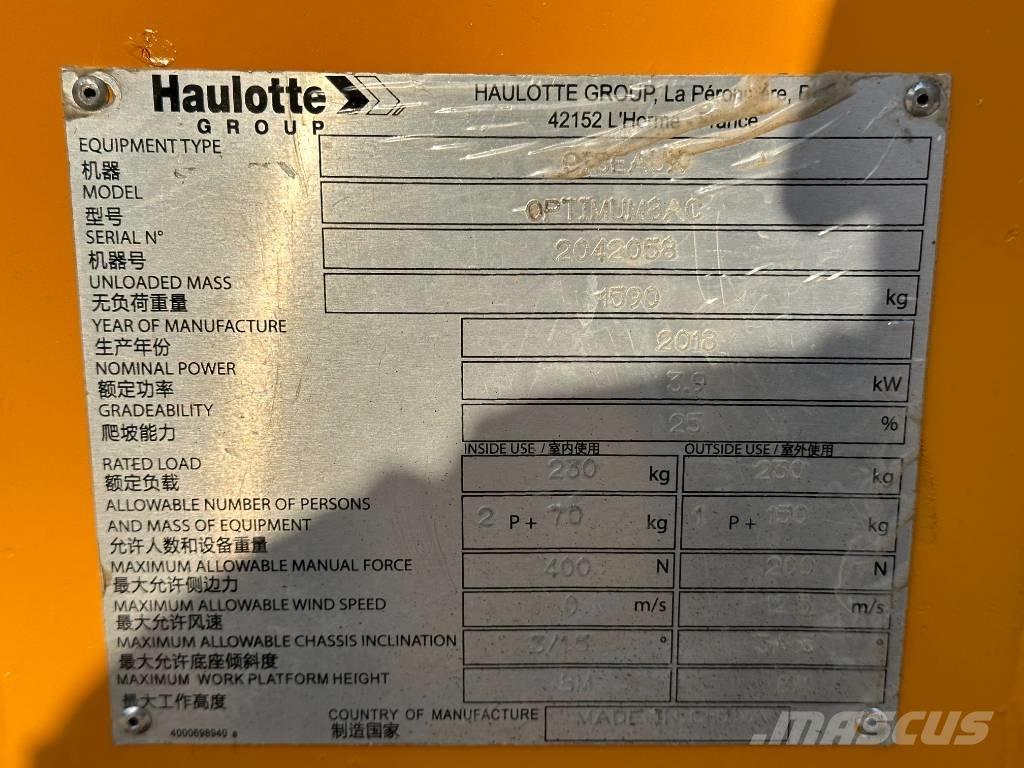 Haulotte
GROUP
HAULOTTE GROUP, La Péronnière,
42152 L'Horme - France
EQUIPMENT TYPE
机器
MODEL OPTIMUM8AC
型号
SERIAL N° 2042058
机器号
UNLOADED MASS 1590 kg
无负荷重量
YEAR OF MANUFACTURE 2018
生产年份
NOMINAL POWER 3.9 kW
额定功率
GRADEABILITY 25 %
爬坡能力
INSIDE USE / 室内使用 OUTSIDE USE / 室外使用
RATED LOAD 230 kg 230 kg
额定负载
ALLOWABLE NUMBER OF PERSONS
AND MASS OF EQUIPMENT 2 P + 70 kg 1 P + 150 kg
允许人数和设备重量
MAXIMUM ALLOWABLE MANUAL FORCE 400 N 200 N
最大允许侧边力
MAXIMUM ALLOWABLE WIND SPEED 0 m/s m/s
最大允许风速
MAXIMUM ALLOWABLE CHASSIS INCLINATION 3/1.5 ° °
最大允许底座倾斜度
MAXIMUM WORK PLATFORM HEIGHT 8M
最大工作高度
COUNTRY OF MANUFACTURE MADE IN
制造国家
4000698940 a
MASCUS